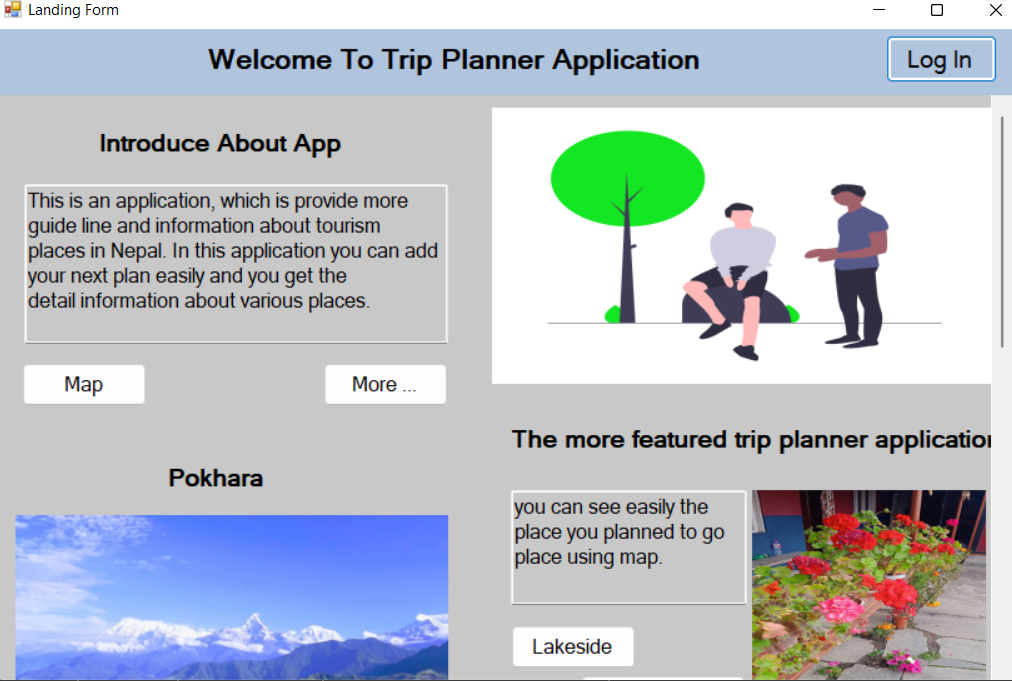 Landing Form
Welcome To Trip Planner Application
Log In
Introduce About App
This is an application, which is provide more
guide line and information about tourism
places in Nepal. In this application you can add
your next plan easily and you get the
detail information about various places.
Map
More ...
Pokhara
The more featured trip planner application
you can see easily the
place you planned to go
place using map.
Lakeside